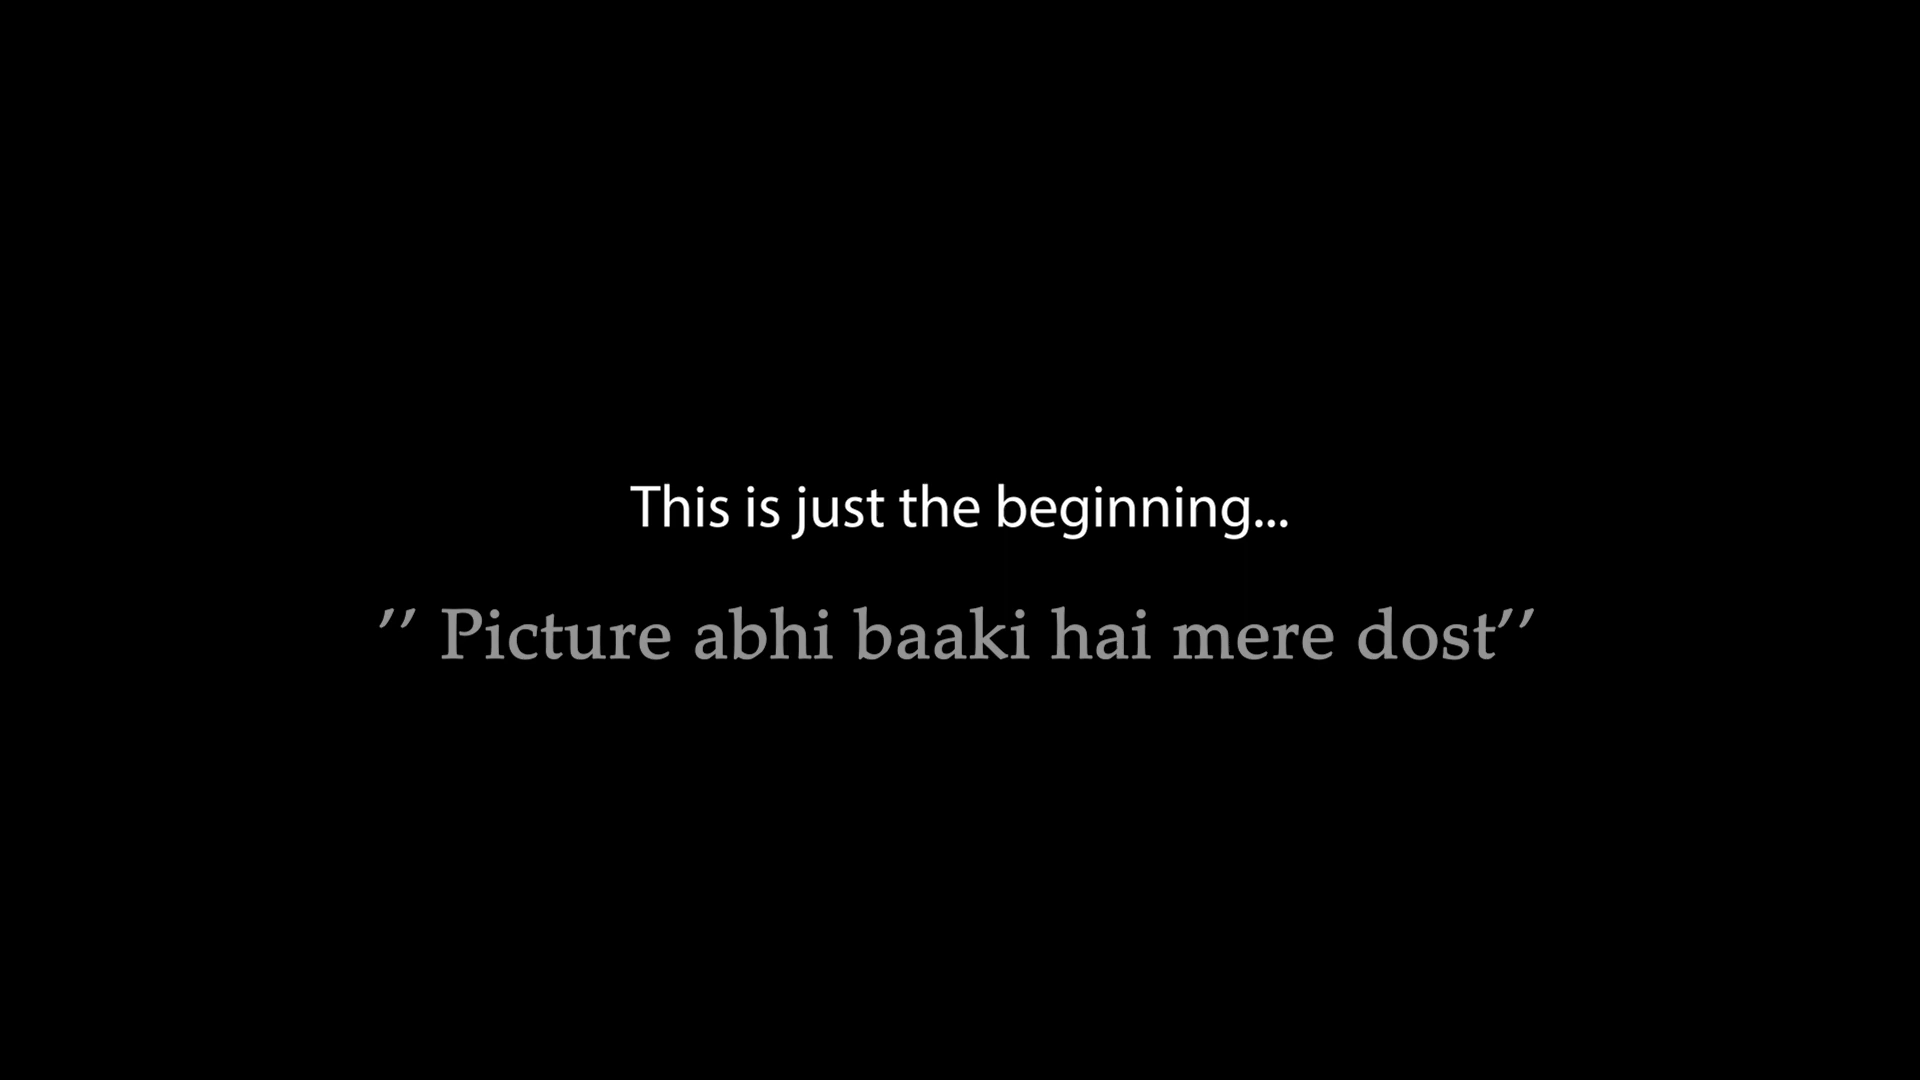 This is just the beginning...
’’ Picture abhi baaki hai mere dost’’